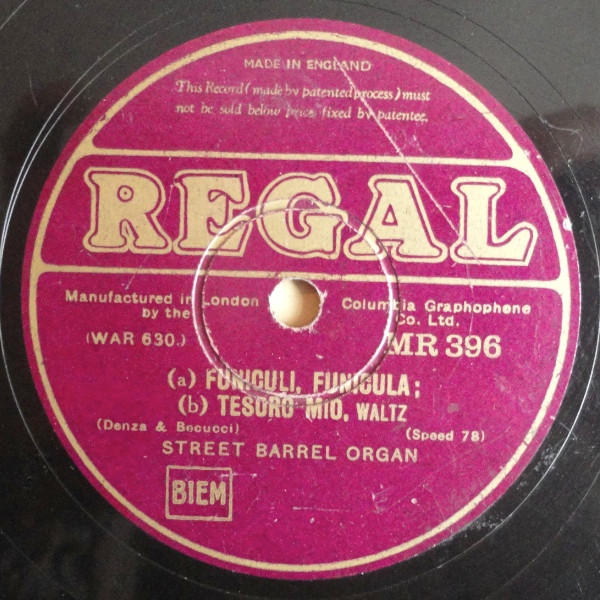 MADE IN ENGLAND
This Record (made by patented process) must
not be sold below price fixed by patentee.
REGAL
Manufactured in London
by the
Columbia Graphophone
Co. Ltd.
(WAR 630.)
MR 396
(a) FUNICULI, FUNICULA;
(b) TESORO MIO, WALTZ
(Denza & Becucci)
(Speed 78)
STREET BARREL ORGAN
BIEM